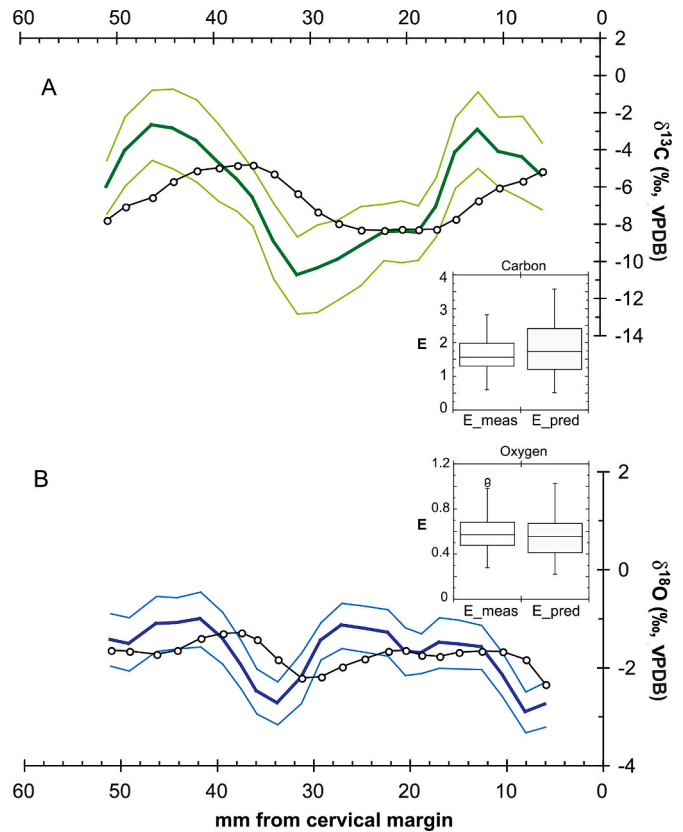 60 50 40 30 20 10 0
2
A
0
-2
-4
-6
-8
-10
-12
-14
δ¹³C (‰, VPDB)
Carbon
4
3
2
1
0
E
E_meas E_pred
B
Oxygen
1.2
0.8
0.4
0
E
E_meas E_pred
2
0
-2
-4
δ¹⁸O (‰, VPDB)
60 50 40 30 20 10 0
mm from cervical margin